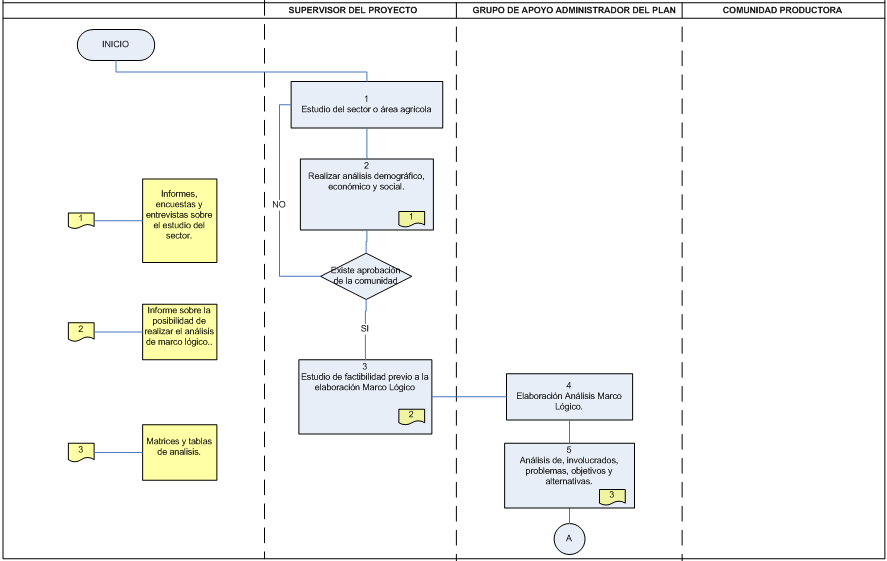 SUPERVISOR DEL PROYECTO
GRUPO DE APOYO ADMINISTRADOR DEL PLAN
COMUNIDAD PRODUCTORA
INICIO
1
Estudio del sector o área agricola
2
Realizar análisis demográfico,
económico y social.
1
NO
Existe aprobación
de la comunidad
SI
3
Estudio de factibilidad previo a la
elaboración Marco Lógico
2
4
Elaboración Análisis Marco
Lógico.
5
Análisis de, involucrados,
problemas, objetivos y
alternativas.
3
A
1
Informes,
encuestas y
entrevistas sobre
el estudio del
sector.
2
Informe sobre la
posibilidad de
realizar el análisis
de marco lógico..
3
Matrices y tablas
de analisis.